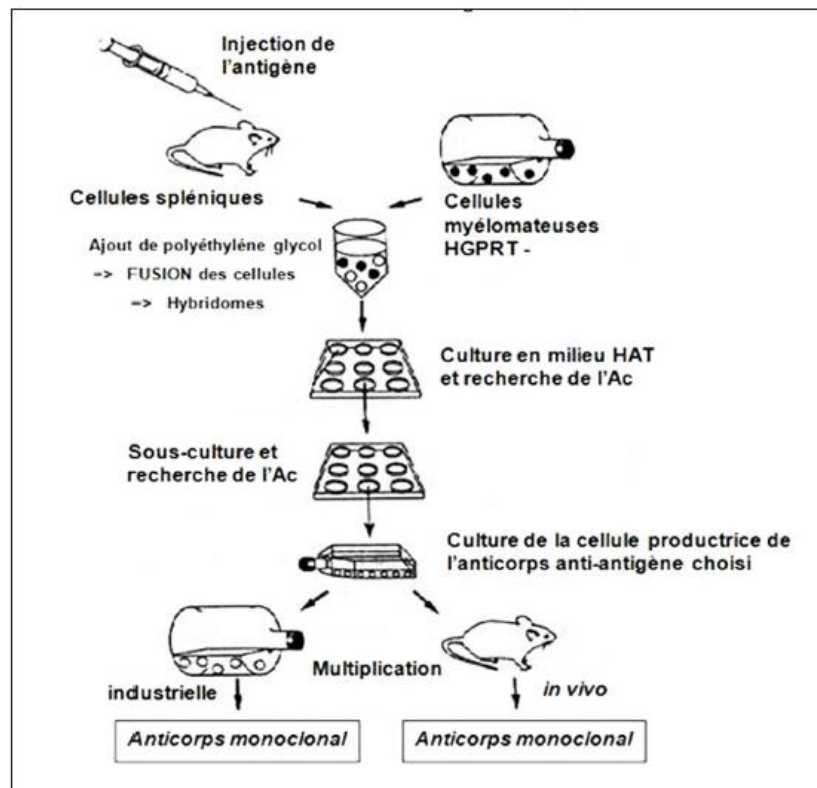 Injection de
l'antigène
Cellules spléniques
Cellules
myélomateuses
HGPRT -
Ajout de polyéthylène glycol
=> FUSION des cellules
=> Hybridomes
Culture en milieu HAT
et recherche de l'Ac
Sous-culture et
recherche de l'Ac
Culture de la cellule productrice de
l'anticorps anti-antigène choisi
Multiplication
industrielle
in vivo
Anticorps monoclonal
Anticorps monoclonal